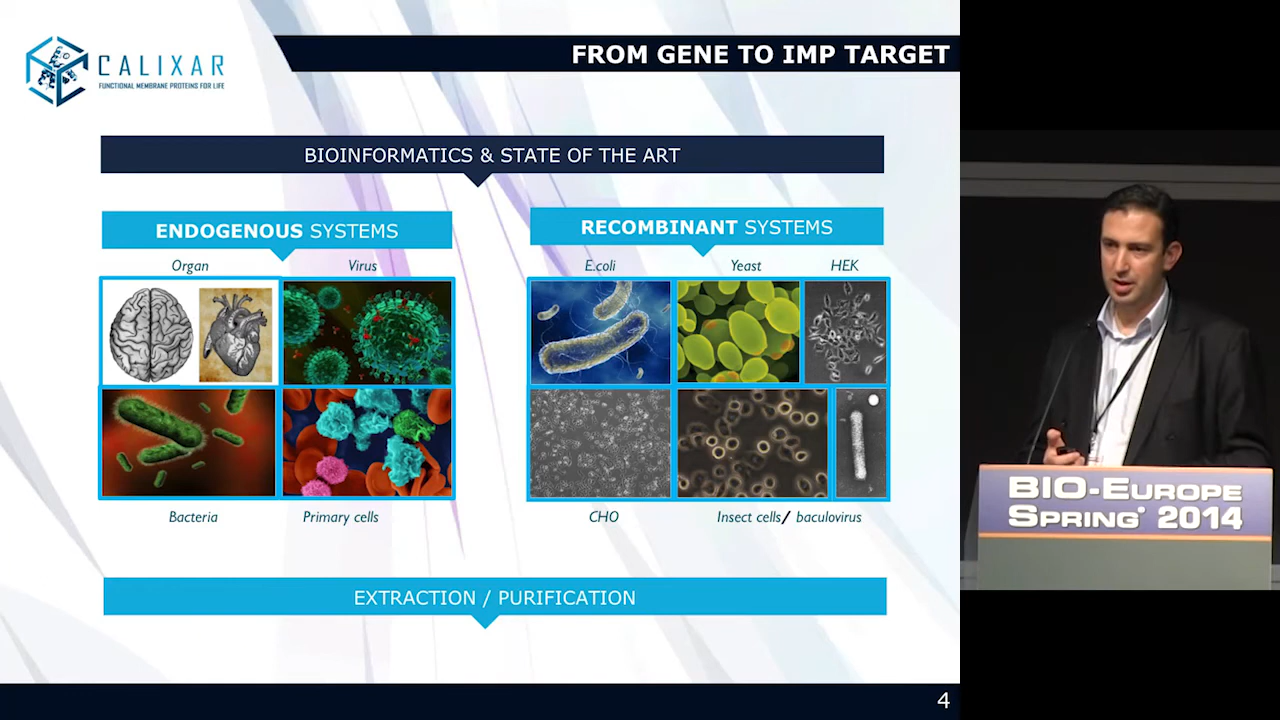 CALIXAR
FUNCTIONAL MEMBRANE PROTEINS FOR LIFE
FROM GENE TO IMP TARGET
BIOINFORMATICS & STATE OF THE ART
ENDOGENOUS SYSTEMS
Organ Virus
Bacteria Primary cells
RECOMBINANT SYSTEMS
E.coli Yeast HEK
CHO Insect cells/ baculovirus
EXTRACTION / PURIFICATION
4
BIO-EUROPE
SPRING® 2014